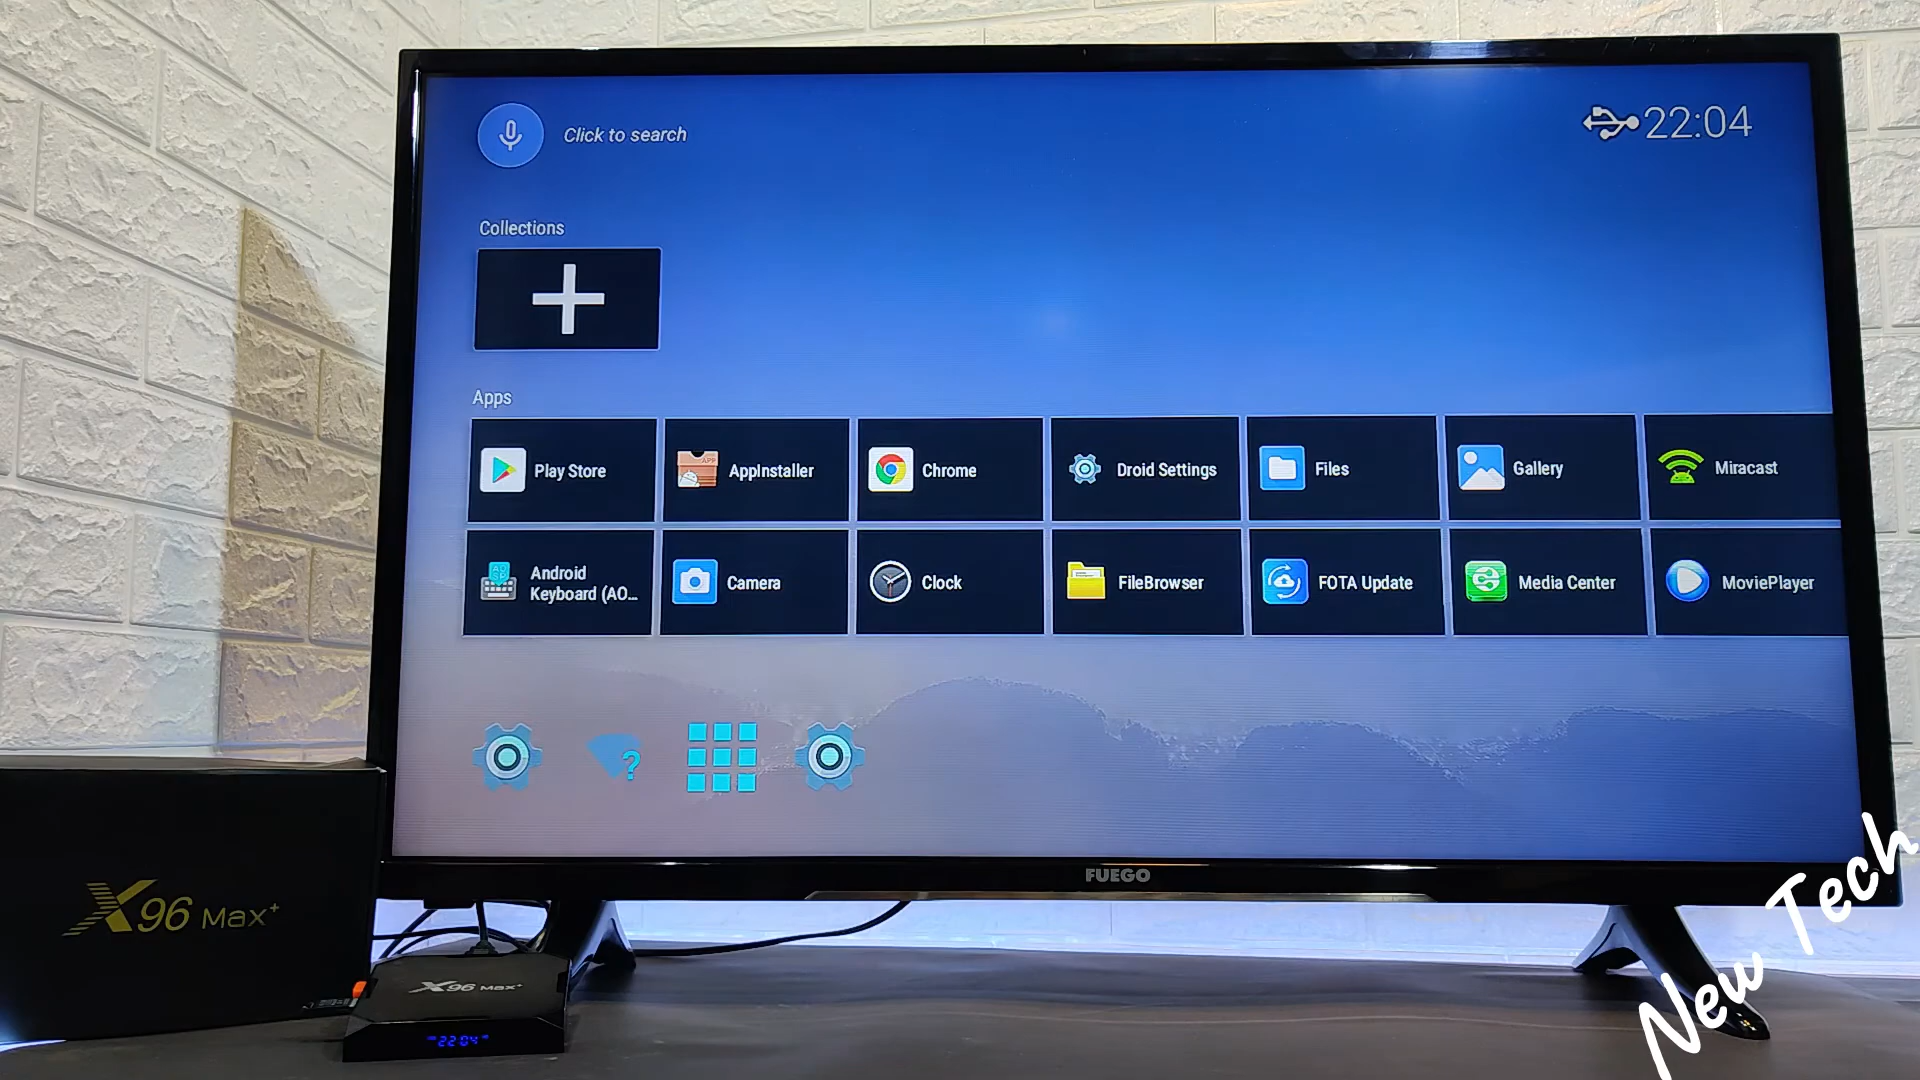 Click to search
22:04
Collections
Apps
Play Store
AppInstaller
Chrome
Droid Settings
Files
Gallery
Miracast
Android
Keyboard (AO...
Camera
Clock
FileBrowser
FOTA Update
Media Center
MoviePlayer
?
FUEGO
X96 Max+
X96 Max+
22:04
New Tech